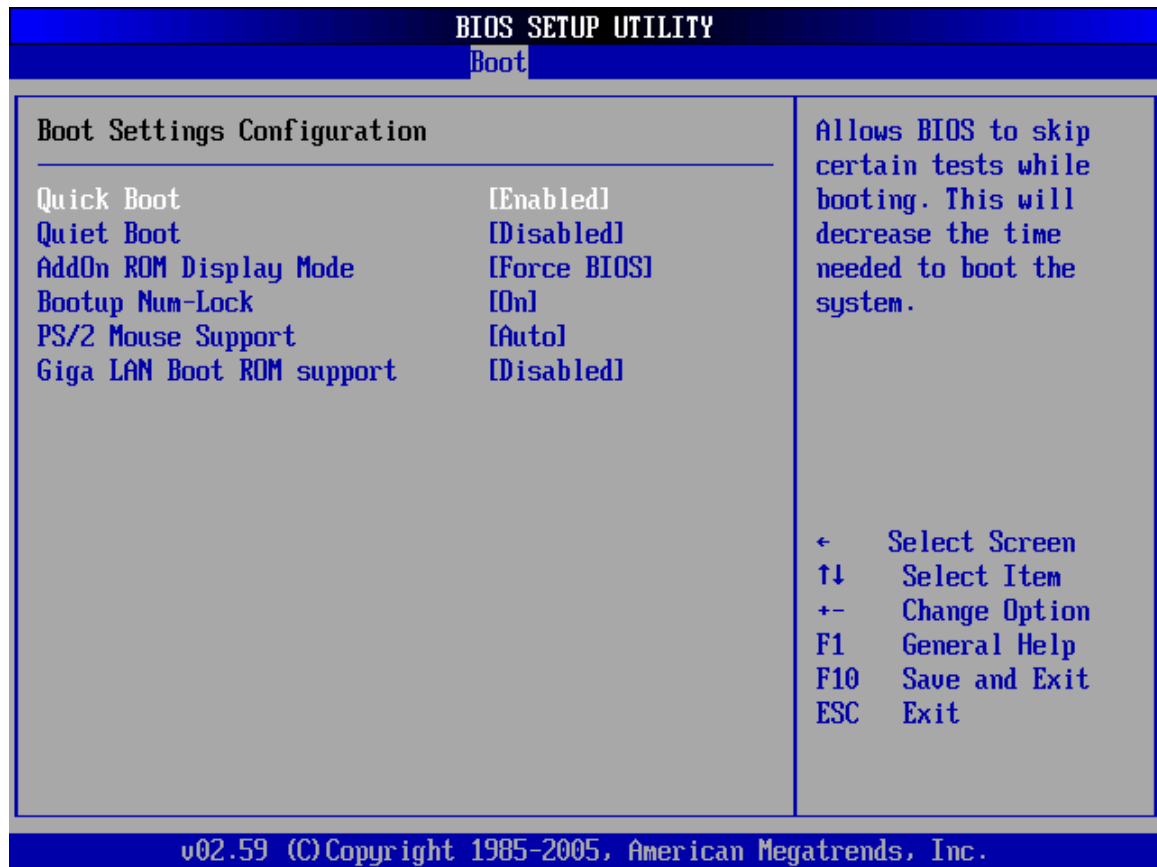 BIOS SETUP UTILITY
Boot
Boot Settings Configuration
Quick Boot [Enabled]
Quiet Boot [Disabled]
AddOn ROM Display Mode [Force BIOS]
Bootup Num-Lock [On]
PS/2 Mouse Support [Auto]
Giga LAN Boot ROM support [Disabled]
Allows BIOS to skip
certain tests while
booting. This will
decrease the time
needed to boot the
system.
← Select Screen
↑↓ Select Item
+- Change Option
F1 General Help
F10 Save and Exit
ESC Exit
v02.59 (C)Copyright 1985-2005, American Megatrends, Inc.